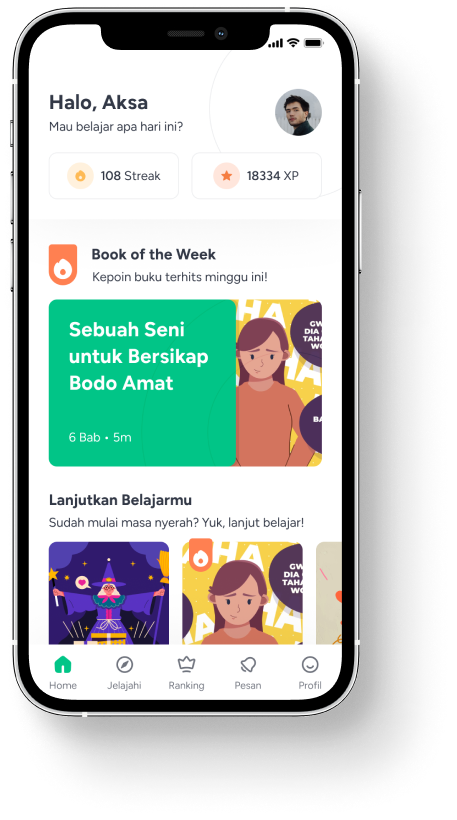 Halo, Aksa
Mau belajar apa hari ini?
108 Streak
18334 XP
Book of the Week
Kepoin buku terhits minggu ini!
Sebuah Seni
untuk Bersikap
Bodo Amat
6 Bab • 5m
HA
Lanjutkan Belajarmu
Sudah mulai masa nyerah? Yuk, lanjut belajar!
HA
Home
Jelajahi
Ranking
Pesan
Profil